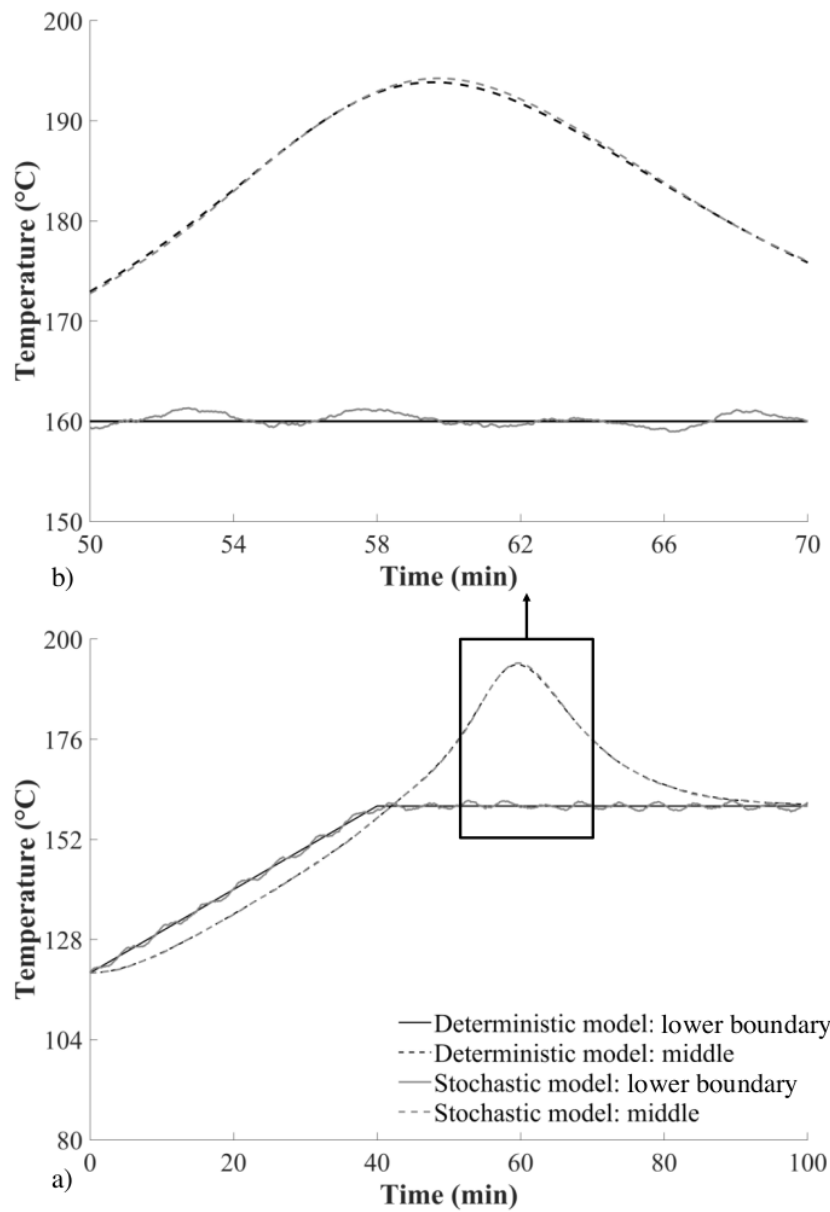 200
190
180
170
160
150
Temperature (°C)
50 54 58 62 66 70
b)
Time (min)
200
176
152
128
104
80
Temperature (°C)
Deterministic model: lower boundary
Deterministic model: middle
Stochastic model: lower boundary
Stochastic model: middle
0 20 40 60 80 100
a)
Time (min)